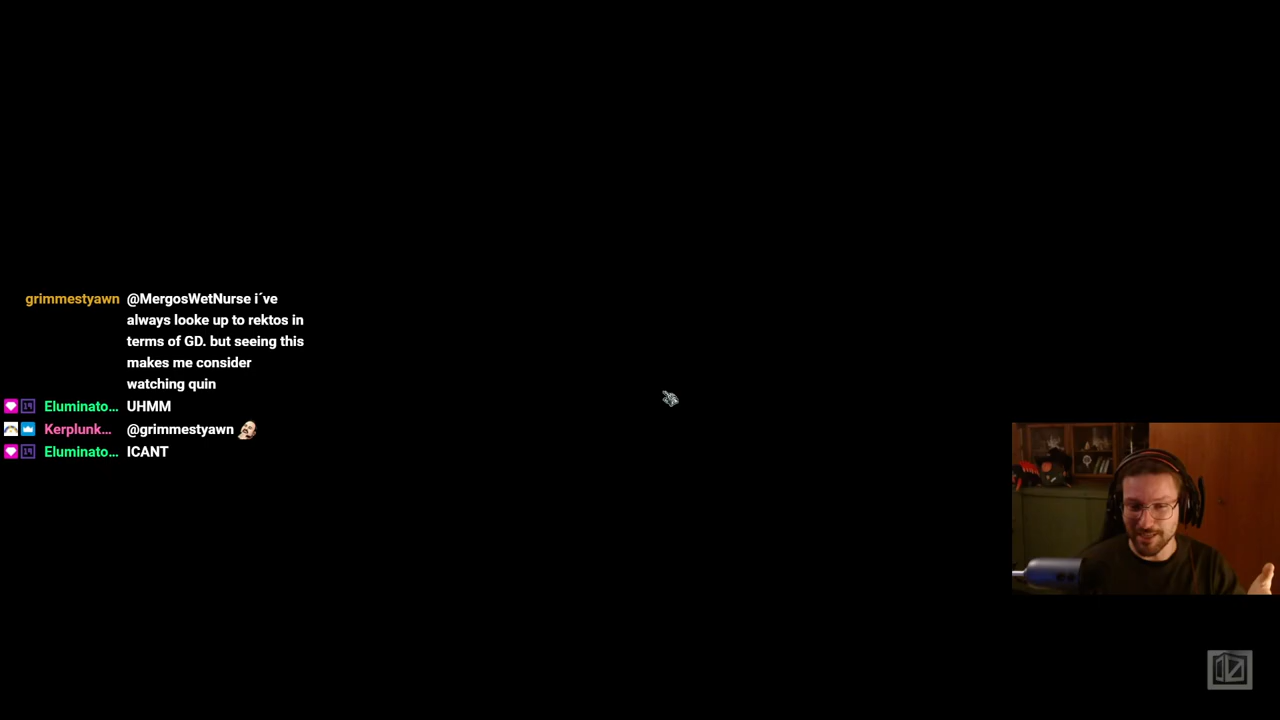 grimmestyawn @MergosWetNurse i´ve
always looke up to rektos in
terms of GD. but seeing this
makes me consider
watching quin
Eluminato... UHMM
Kerplunk... @grimmestyawn
Eluminato... ICANT